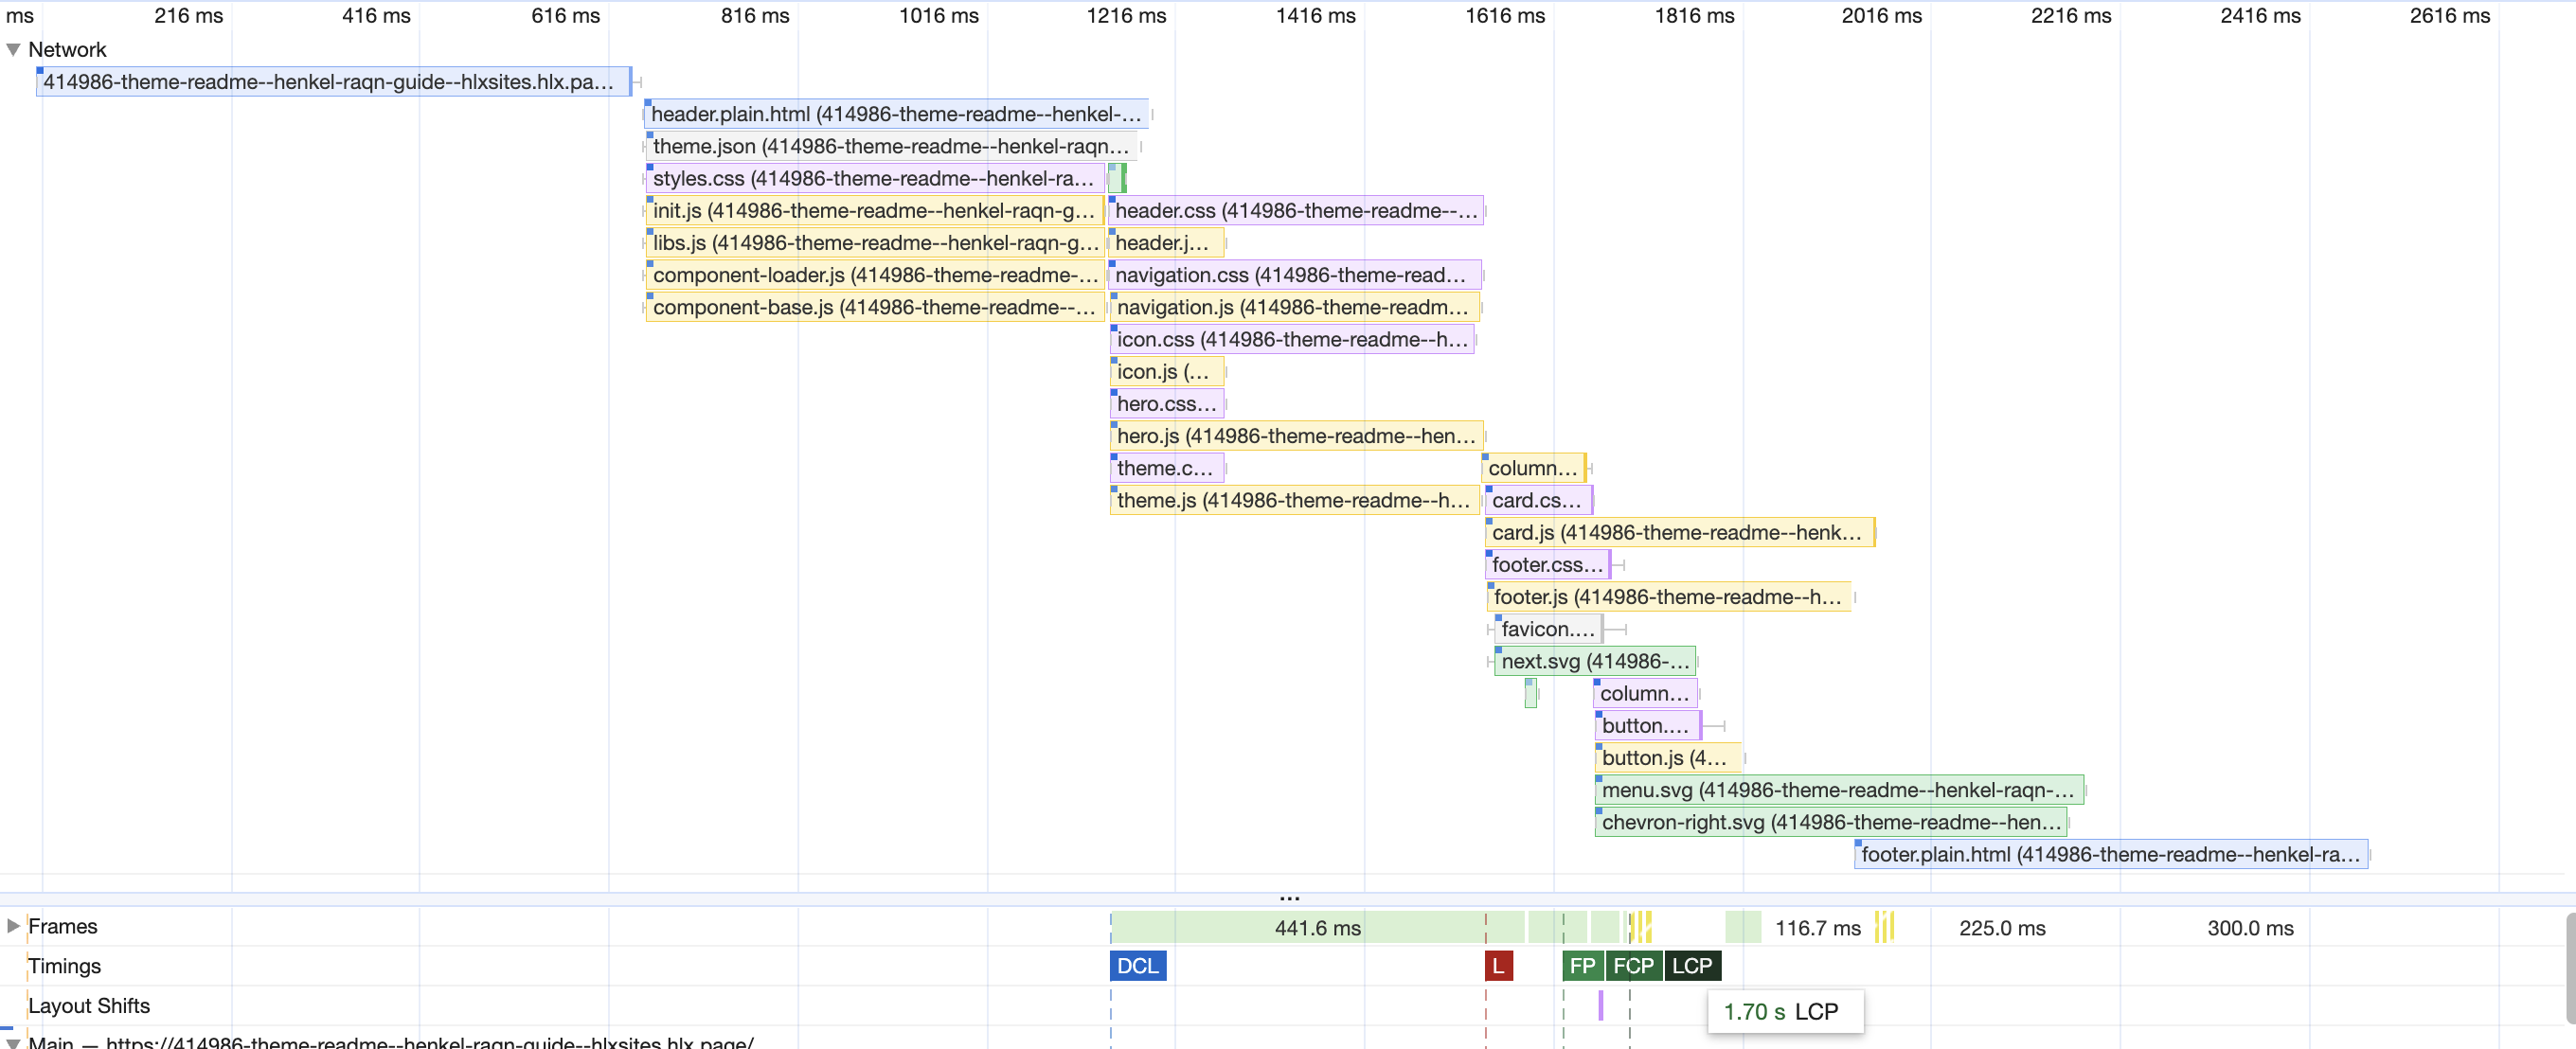 ms 216 ms 416 ms 616 ms 816 ms 1016 ms 1216 ms 1416 ms 1616 ms 1816 ms 2016 ms 2216 ms 2416 ms 2616 ms
Network
414986-theme-readme--henkel-raqn-guide--hlxsites.hlx.pa...
header.plain.html (414986-theme-readme--henkel-...
theme.json (414986-theme-readme--henkel-raqn...
styles.css (414986-theme-readme--henkel-ra...
init.js (414986-theme-readme--henkel-raqn-g... header.css (414986-theme-readme--...
libs.js (414986-theme-readme--henkel-raqn-g... header.j...
component-loader.js (414986-theme-readme-... navigation.css (414986-theme-read...
component-base.js (414986-theme-readme--... navigation.js (414986-theme-readm...
icon.css (414986-theme-readme--h...
icon.js (...
hero.css...
hero.js (414986-theme-readme--hen...
theme.c... column...
theme.js (414986-theme-readme--h... card.cs...
card.js (414986-theme-readme--henk...
footer.css...
footer.js (414986-theme-readme--h...
favicon....
next.svg (414986-...
column...
button....
button.js (4...
menu.svg (414986-theme-readme--henkel-raqn-...
chevron-right.svg (414986-theme-readme--hen...
footer.plain.html (414986-theme-readme--henkel-ra...
...
Frames 441.6 ms 116.7 ms 225.0 ms 300.0 ms
Timings DCL L FP FCP LCP
Layout Shifts 1.70 s LCP
Main — https://414986-theme-readme--henkel-raqn-guide--hlxsites.hlx.page/